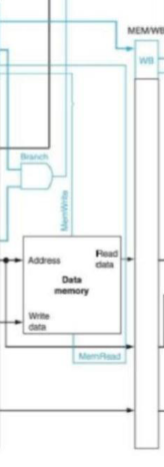 MEM/WB
WB
Branch
MemWrite
Address
Read
data
Data
memory
Write
data
MemRead